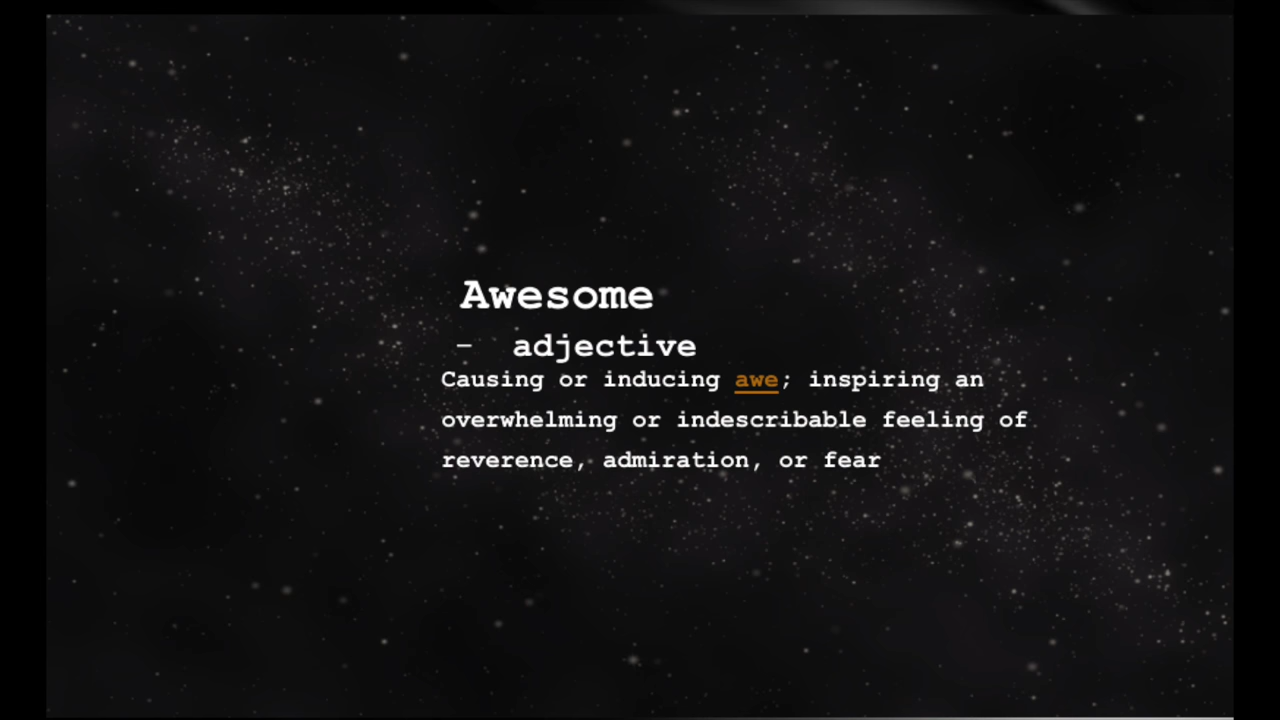 Awesome
- adjective
Causing or inducing awe; inspiring an
overwhelming or indescribable feeling of
reverence, admiration, or fear